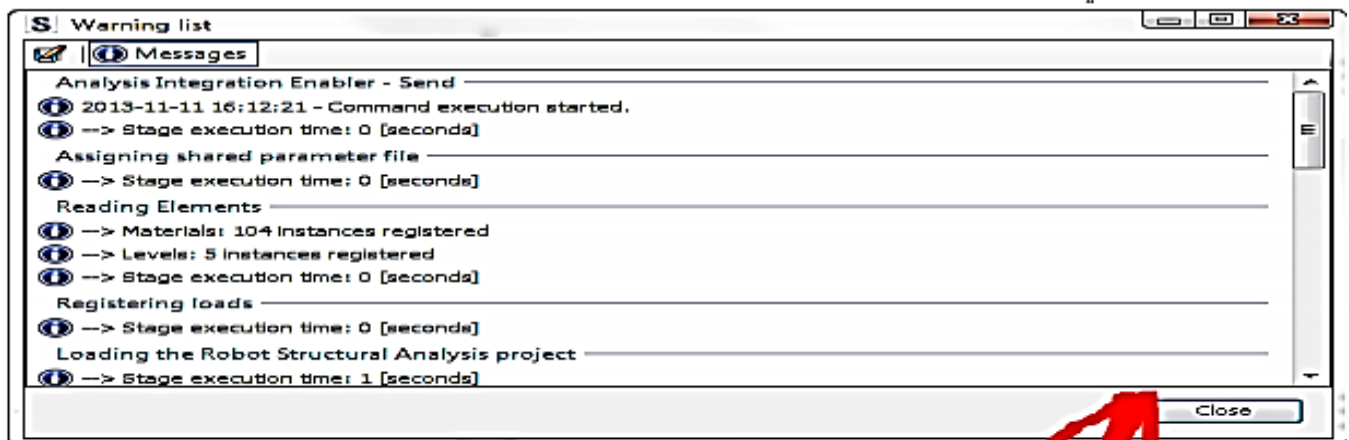 S Warning list
Messages
Analysis Integration Enabler - Send
2013-11-11 16:12:21 - Command execution started.
--> Stage execution time: 0 [seconds]
Assigning shared parameter file
--> Stage execution time: 0 [seconds]
Reading Elements
--> Materials: 104 instances registered
--> Levels: 5 instances registered
--> Stage execution time: 0 [seconds]
Registering loads
--> Stage execution time: 0 [seconds]
Loading the Robot Structural Analysis project
--> Stage execution time: 1 [seconds]
Close